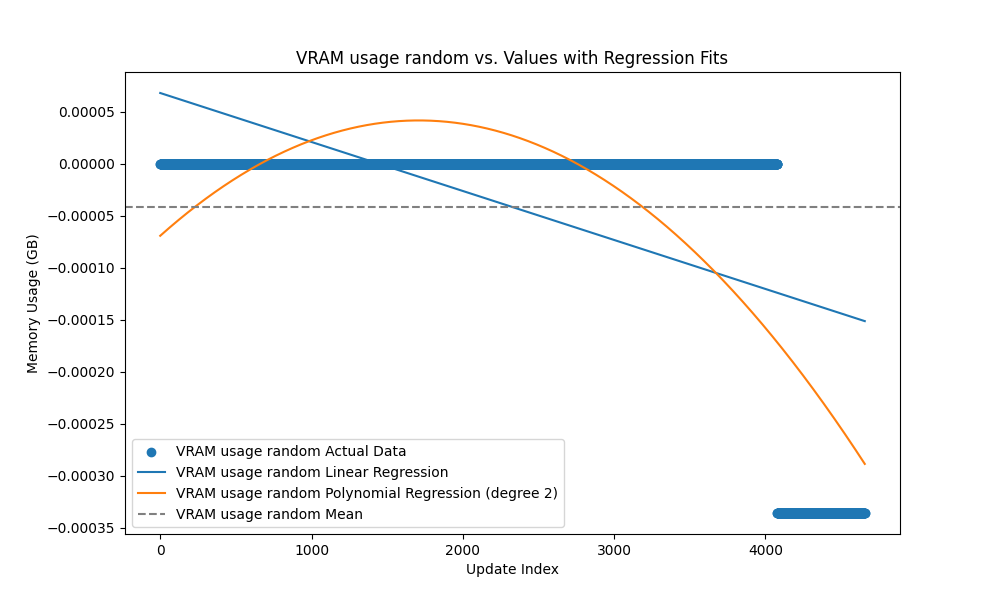 VRAM usage random vs. Values with Regression Fits
Memory Usage (GB)
0.00005
0.00000
−0.00005
−0.00010
−0.00015
−0.00020
−0.00025
−0.00030
−0.00035
VRAM usage random Actual Data
VRAM usage random Linear Regression
VRAM usage random Polynomial Regression (degree 2)
VRAM usage random Mean
0 1000 2000 3000 4000
Update Index